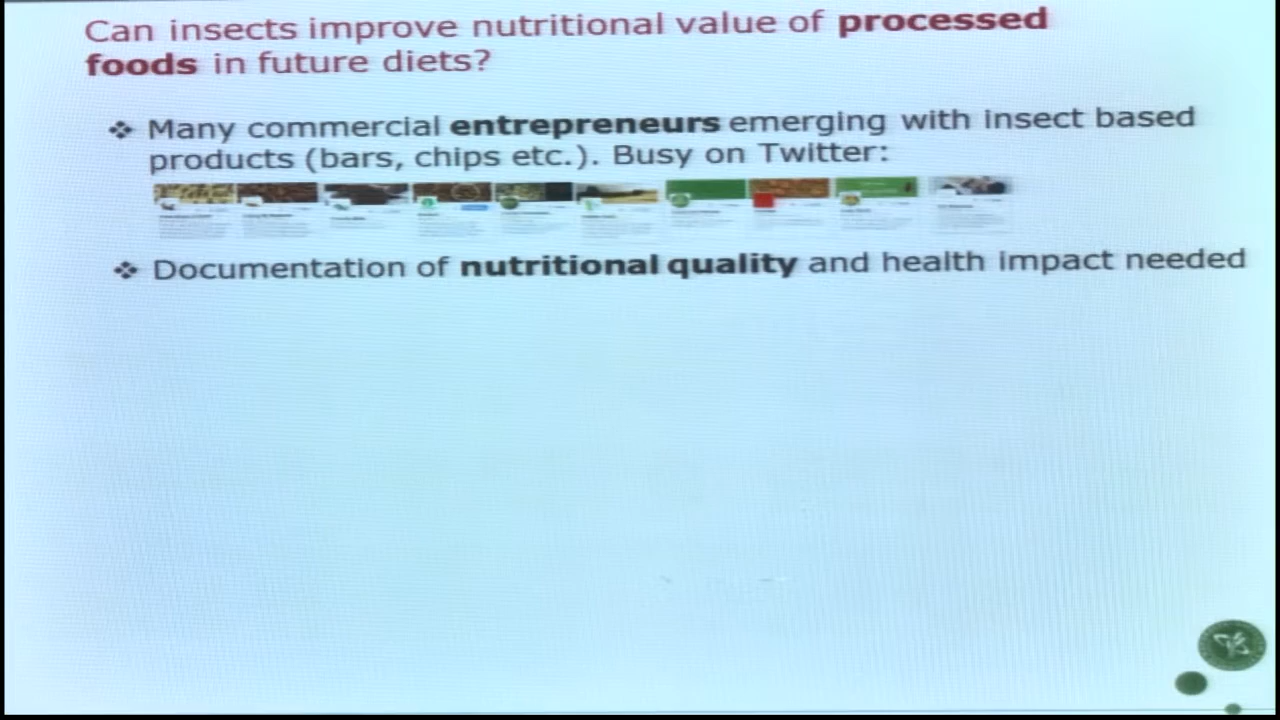 Can insects improve nutritional value of processed
foods in future diets?
❖ Many commercial entrepreneurs emerging with insect based
products (bars, chips etc.). Busy on Twitter:
❖ Documentation of nutritional quality and health impact needed